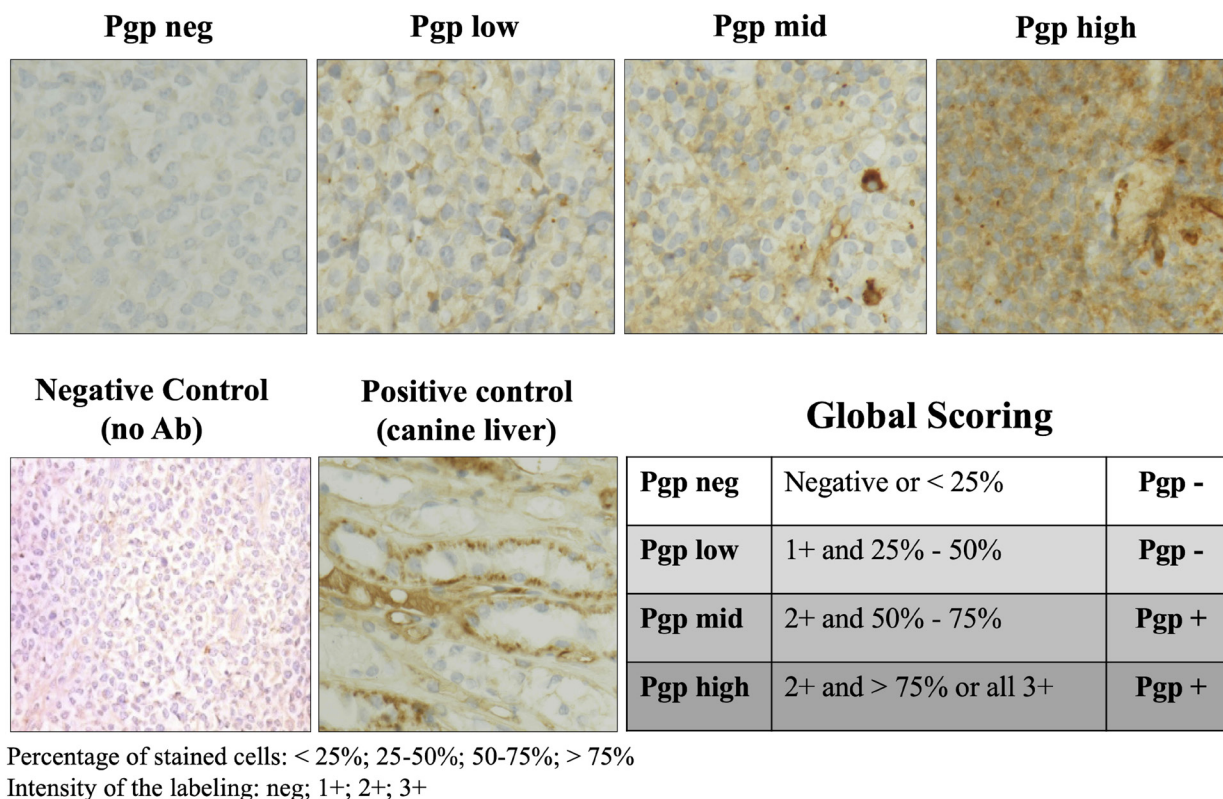 Pgp neg
Pgp low
Pgp mid
Pgp high
Negative Control
(no Ab)
Positive control
(canine liver)
Global Scoring
Pgp neg Negative or < 25% Pgp -
Pgp low 1+ and 25% - 50% Pgp -
Pgp mid 2+ and 50% - 75% Pgp +
Pgp high 2+ and > 75% or all 3+ Pgp +
Percentage of stained cells: < 25%; 25-50%; 50-75%; > 75%
Intensity of the labeling: neg; 1+; 2+; 3+